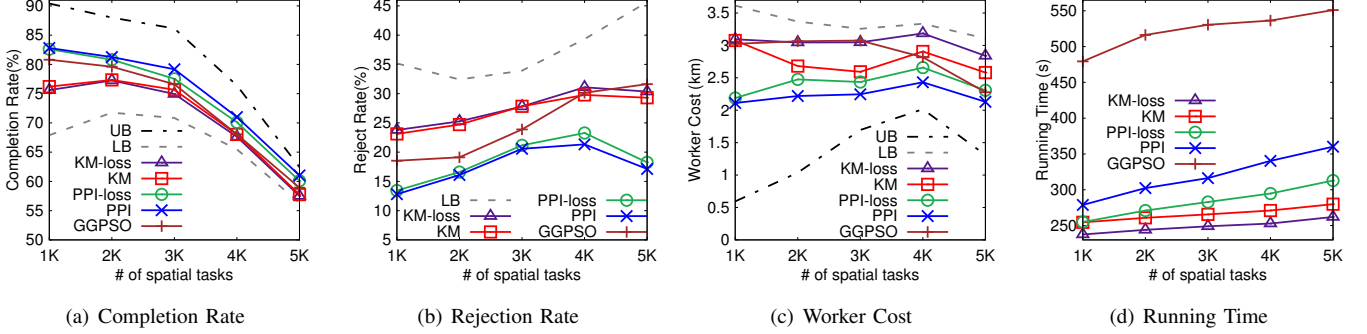 Completion Rate(%)
90
85
80
75
70
65
60
55
50
UB
LB
KM-loss
KM
PPI-loss
PPI
GGPSO
1K 2K 3K 4K 5K
# of spatial tasks
(a) Completion Rate
Reject Rate(%)
45
40
35
30
25
20
15
10
5
LB
KM-loss
KM
PPI-loss
PPI
GGPSO
1K 2K 3K 4K 5K
# of spatial tasks
(b) Rejection Rate
Worker Cost (km)
3.5
3
2.5
2
1.5
1
0.5
0
UB
LB
KM-loss
KM
PPI-loss
PPI
GGPSO
1K 2K 3K 4K 5K
# of spatial tasks
(c) Worker Cost
Running Time (s)
550
500
450
400
350
300
250
KM-loss
KM
PPI-loss
PPI
GGPSO
1K 2K 3K 4K 5K
# of spatial tasks
(d) Running Time